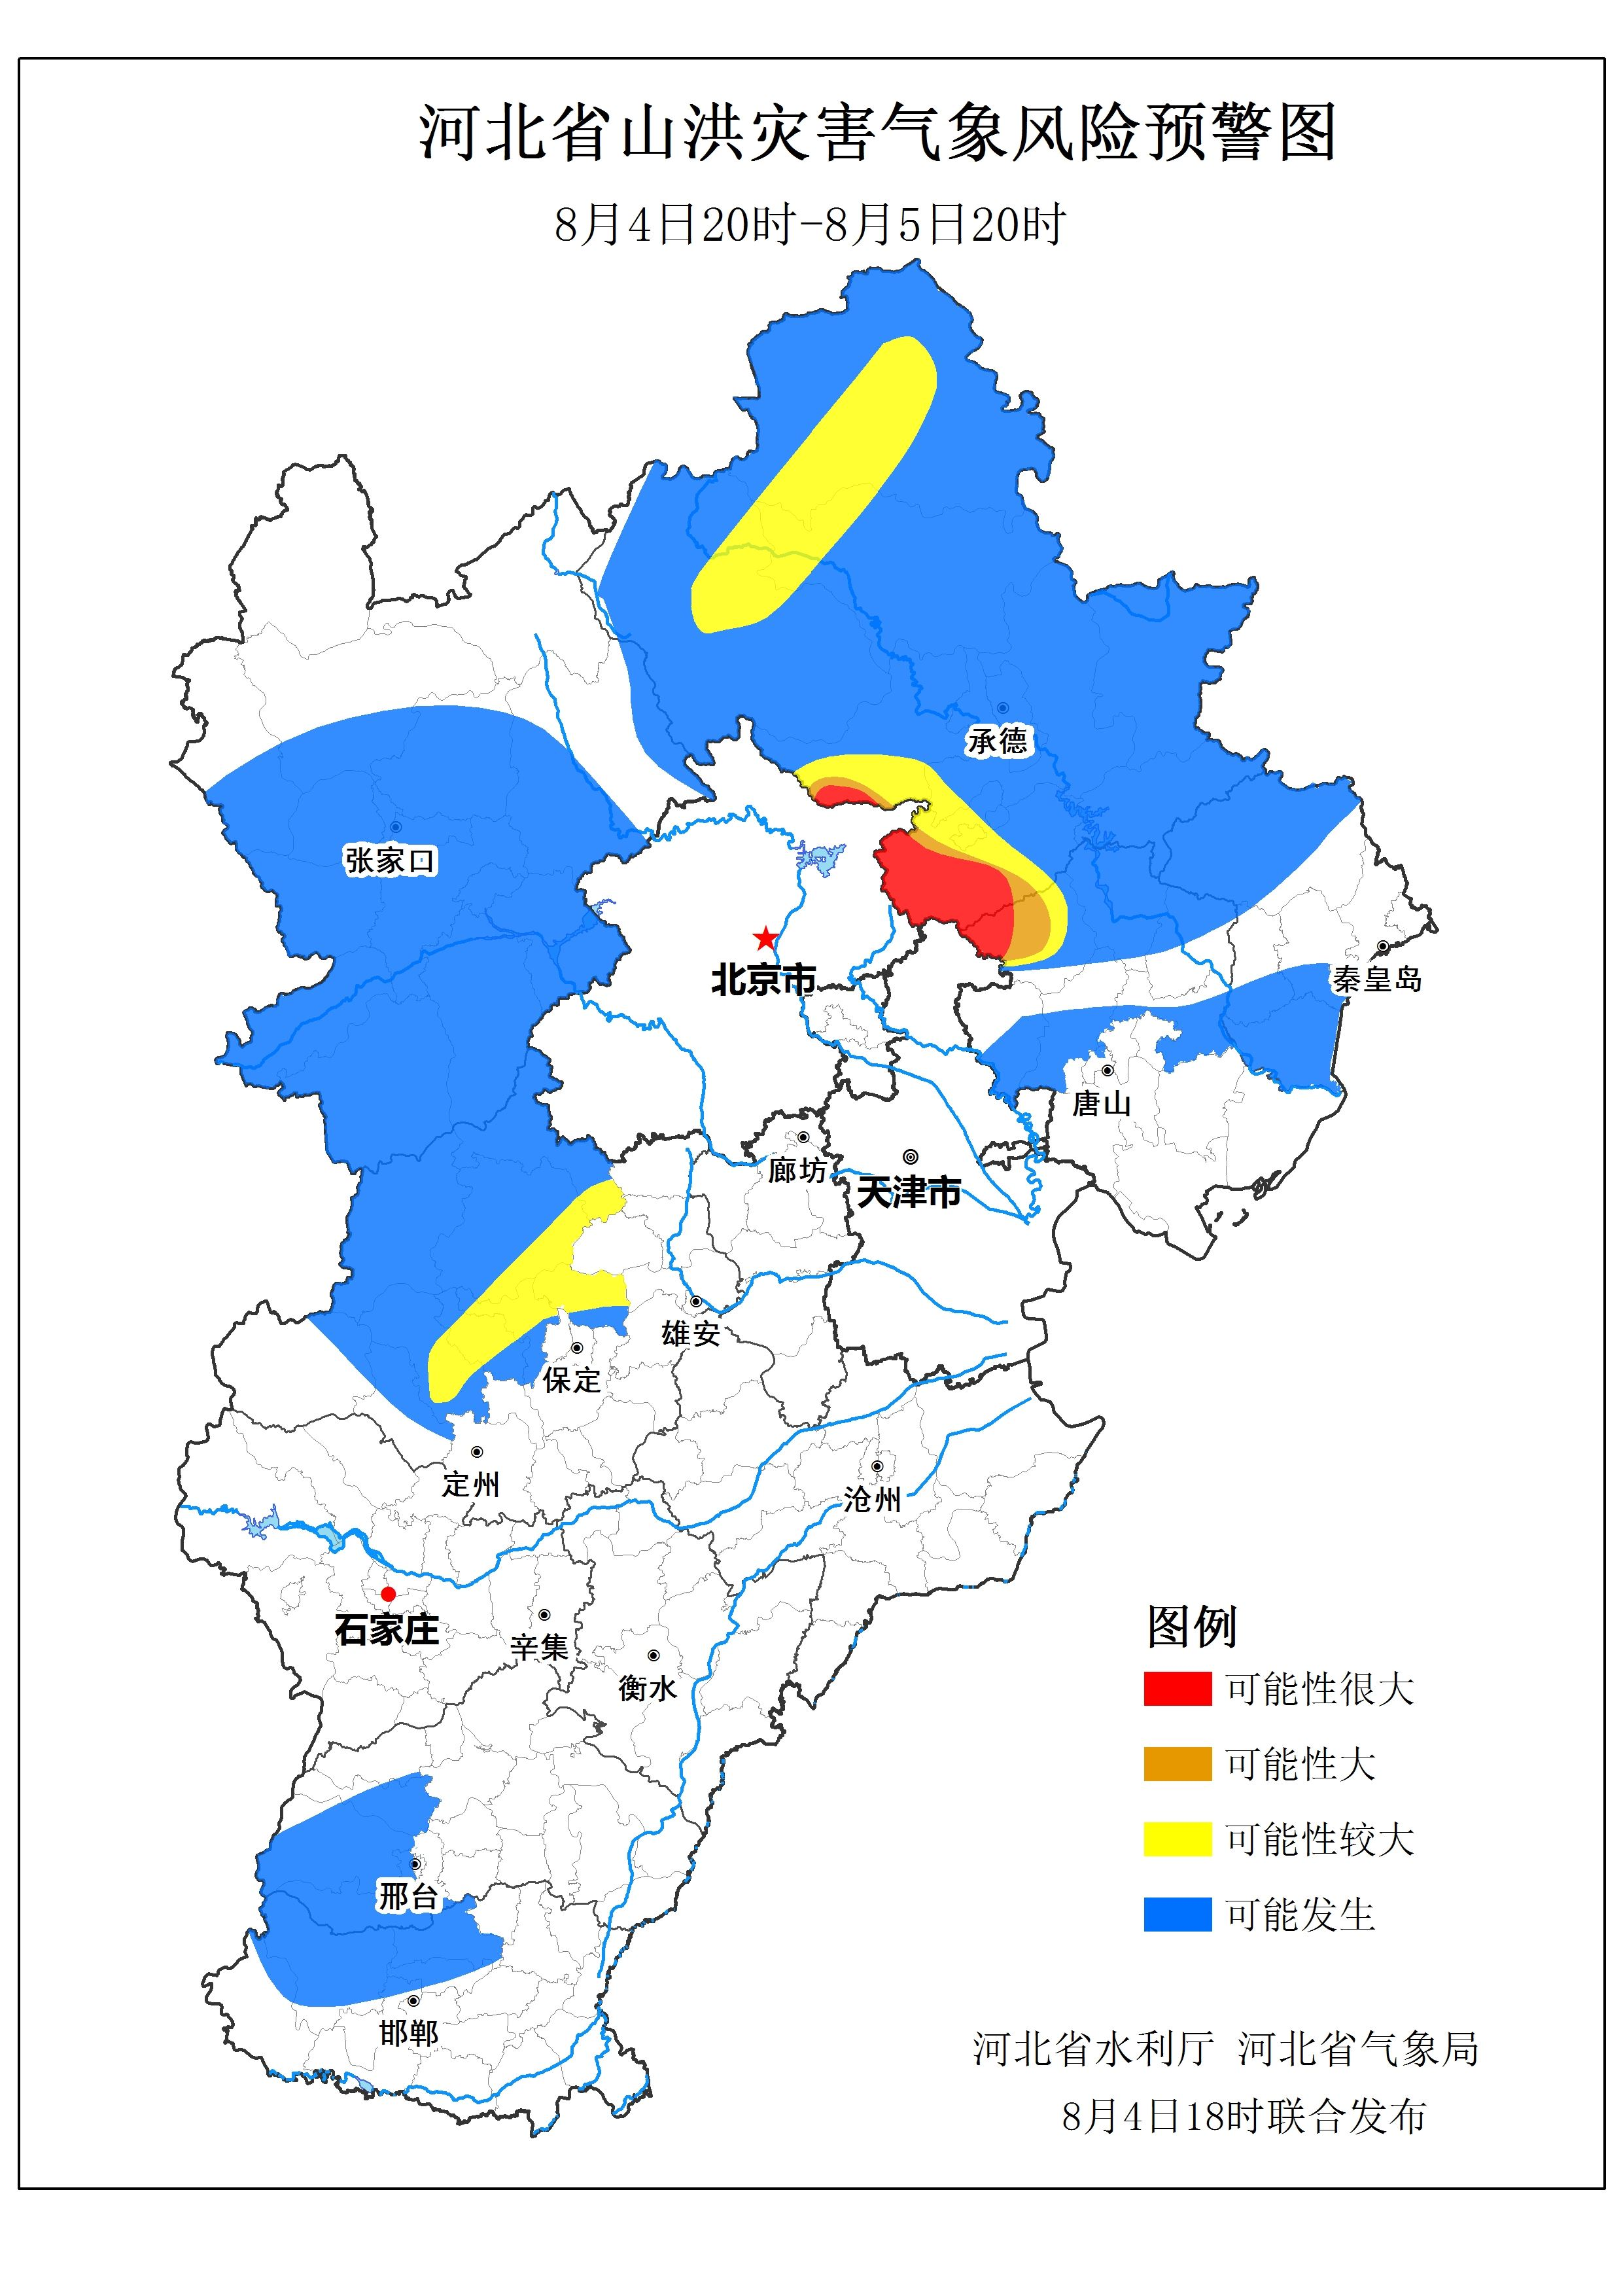 河北省山洪灾害气象风险预警图
8月4日20时-8月5日20时
承德
张家口
北京市
秦皇岛
唐山
廊坊
天津市
雄安
保定
定州
沧州
石家庄
辛集
衡水
邢台
邯郸
图例
可能性很大
可能性大
可能性较大
可能发生
河北省水利厅 河北省气象局
8月4日18时联合发布